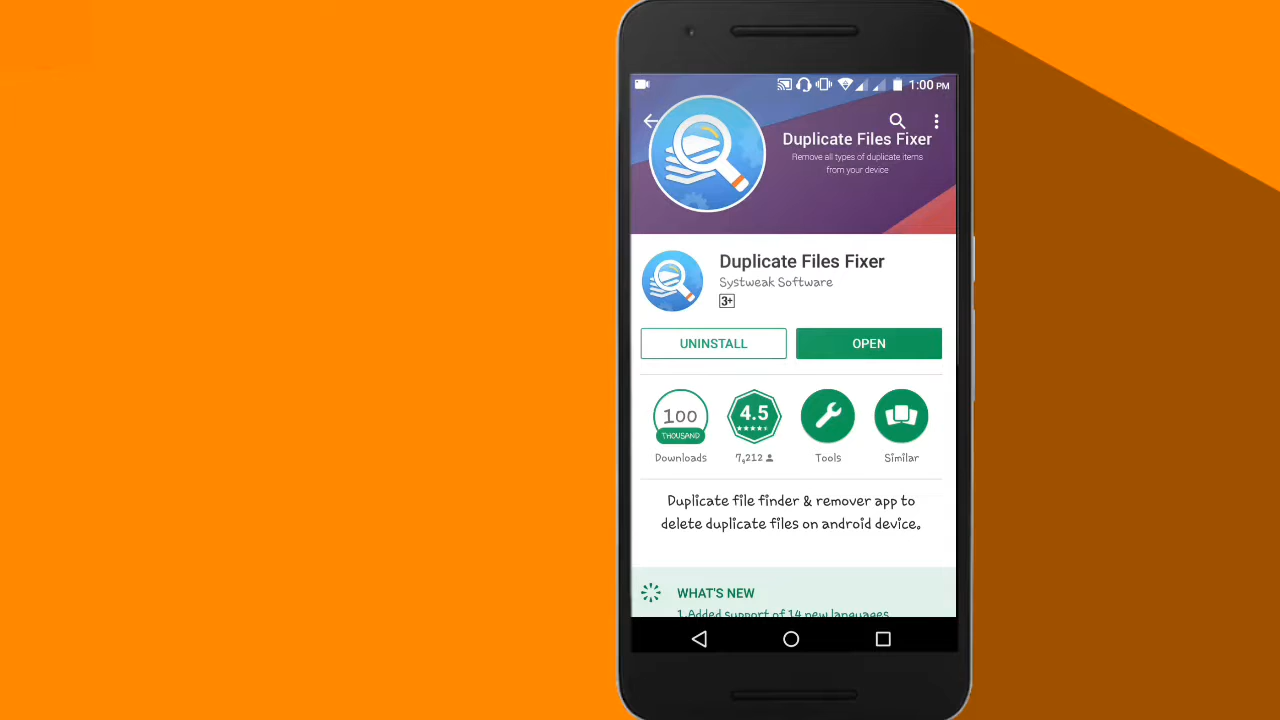 1:00 PM
Duplicate Files Fixer
Remove all types of duplicate items
from your device
Duplicate Files Fixer
Systweak Software
3+
UNINSTALL
OPEN
100
THOUSAND
Downloads
4.5
7,212
Tools
Similar
Duplicate file finder & remover app to
delete duplicate files on android device.
WHAT'S NEW
1.Added support of 14 new languages